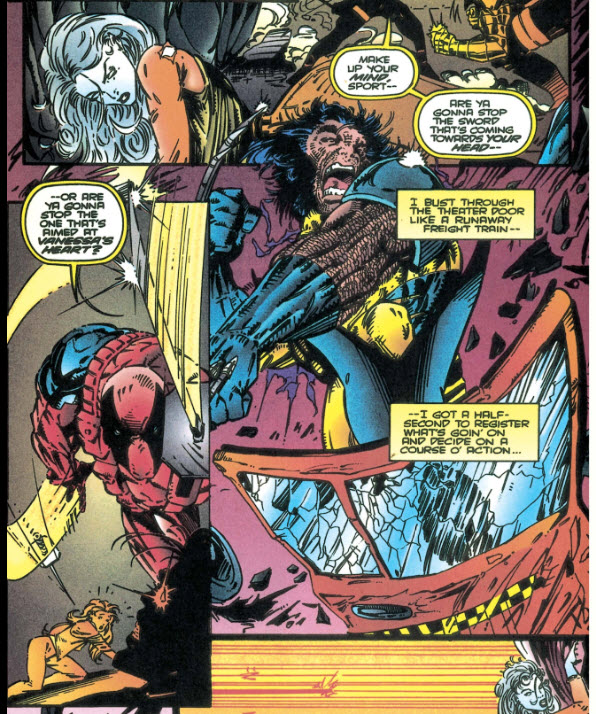 MAKE
UP YOUR
MIND,
SPORT--
ARE YA
GONNA STOP
THE SWORD
THAT'S COMING
TOWARDS YOUR
HEAD--
--OR ARE
YA GONNA
STOP THE
ONE THAT'S
AIMED AT
VANESSA'S
HEART?
I BUST THROUGH
THE THEATER DOOR
LIKE A RUNAWAY
FREIGHT TRAIN--
--I GOT A HALF-
SECOND TO REGISTER
WHAT'S GOIN' ON
AND DECIDE ON A
COURSE O' ACTION...